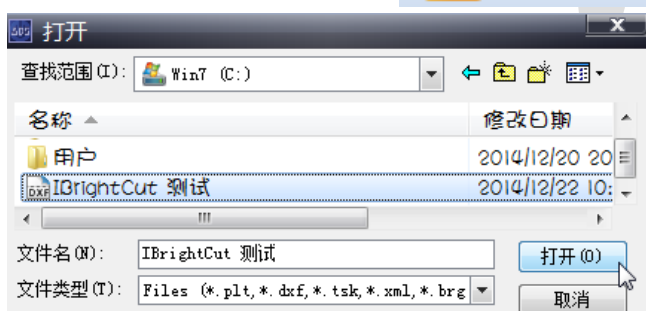 打开
查找范围(I): Win7 (C:)
名称 修改日期
用户 2014/12/20 20
DXF IBrightCut 测试 2014/12/22 10:
文件名(N): IBrightCut 测试 打开(O)
文件类型(T): Files (*.plt,*.dxf,*.tsk,*.xml,*.brg 取消